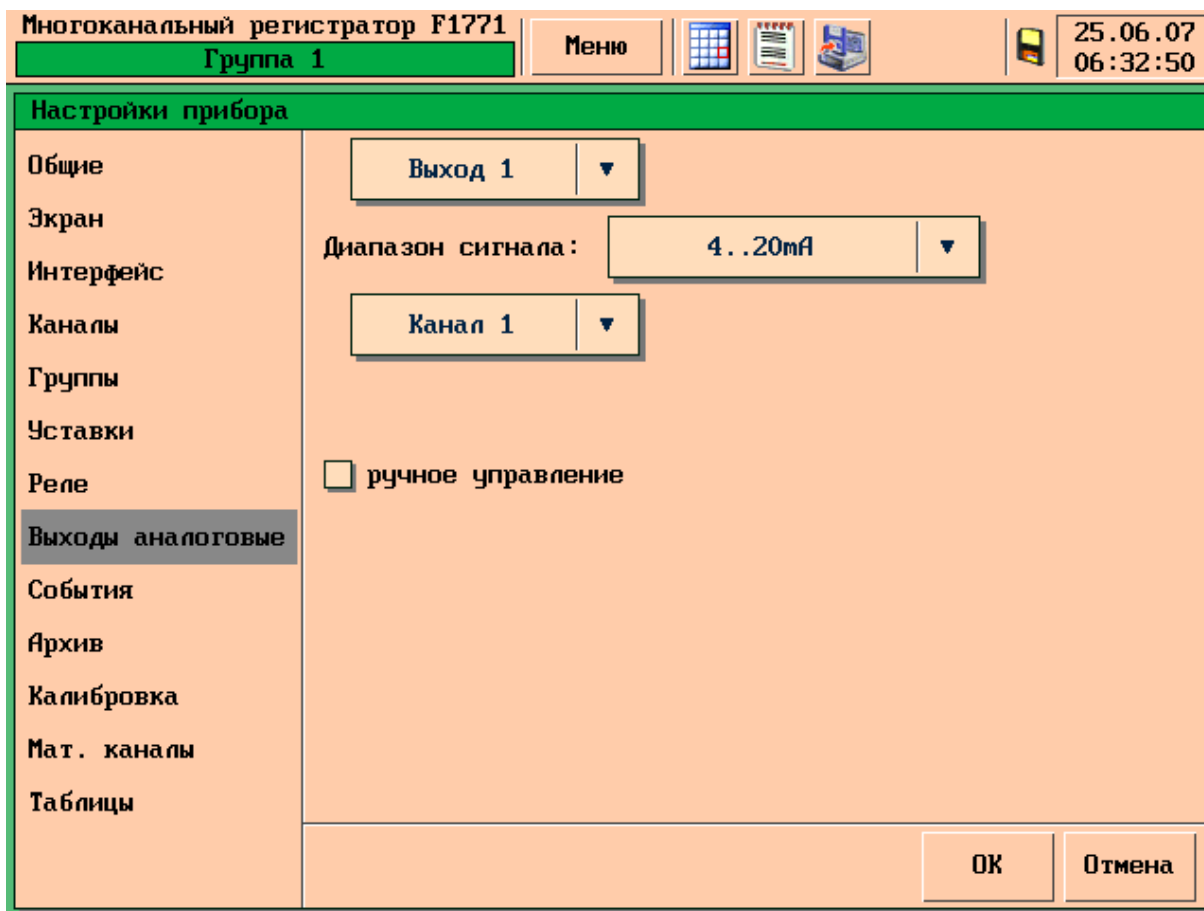 Многоканальный регистратор F1771
Группа 1
Меню
25.06.07
06:32:50
Настройки прибора
Общие
Экран
Интерфейс
Каналы
Группы
Уставки
Реле
Выходы аналоговые
События
Архив
Калибровка
Мат. каналы
Таблицы
Выход 1
Диапазон сигнала: 4..20mA
Канал 1
ручное управление
OK Отмена